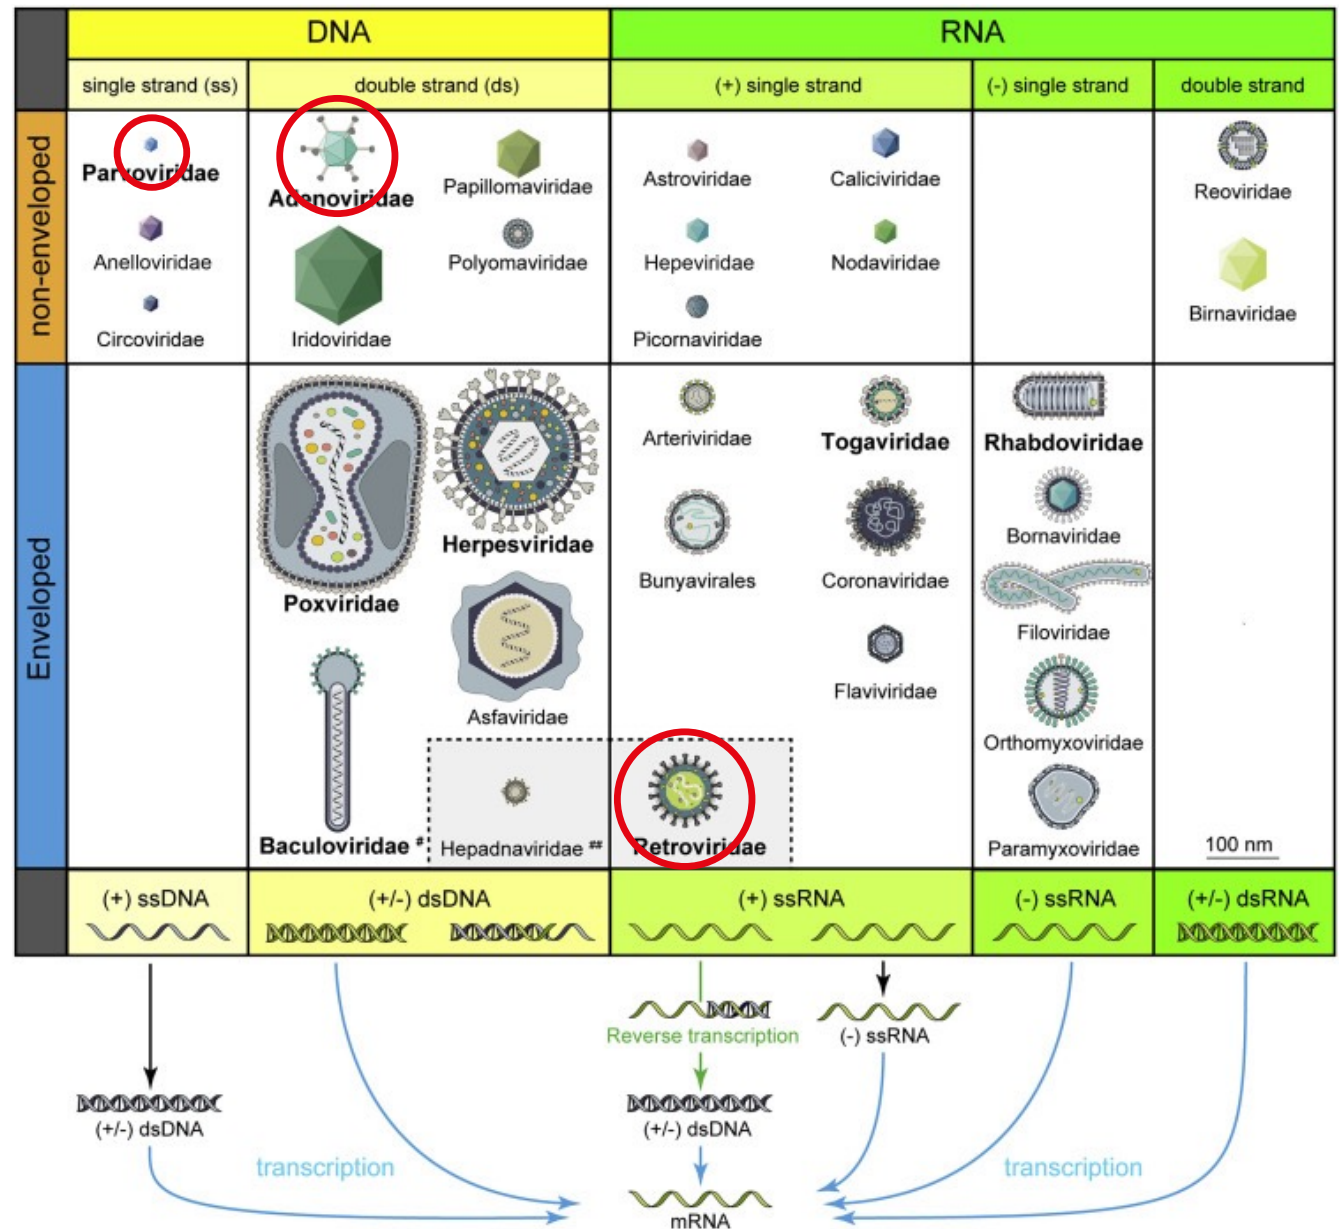 DNA
RNA
single strand (ss)
double strand (ds)
(+) single strand
(-) single strand
double strand
non-enveloped
Parvoviridae
Adenoviridae
Papillomaviridae
Astroviridae
Caliciviridae
Reoviridae
Anelloviridae
Polyomaviridae
Hepeviridae
Nodaviridae
Circoviridae
Iridoviridae
Picornaviridae
Birnaviridae
Enveloped
Poxviridae
Herpesviridae
Arteriviridae
Togaviridae
Rhabdoviridae
Bunyavirales
Coronaviridae
Bornaviridae
Filoviridae
Asfaviridae
Flaviviridae
Orthomyxoviridae
Baculoviridae #
Hepadnaviridae ##
Retroviridae
Paramyxoviridae
100 nm
(+) ssDNA
(+/-) dsDNA
(+) ssRNA
(-) ssRNA
(+/-) dsRNA
Reverse transcription
(-) ssRNA
(+/-) dsDNA
(+/-) dsDNA
transcription
transcription
mRNA